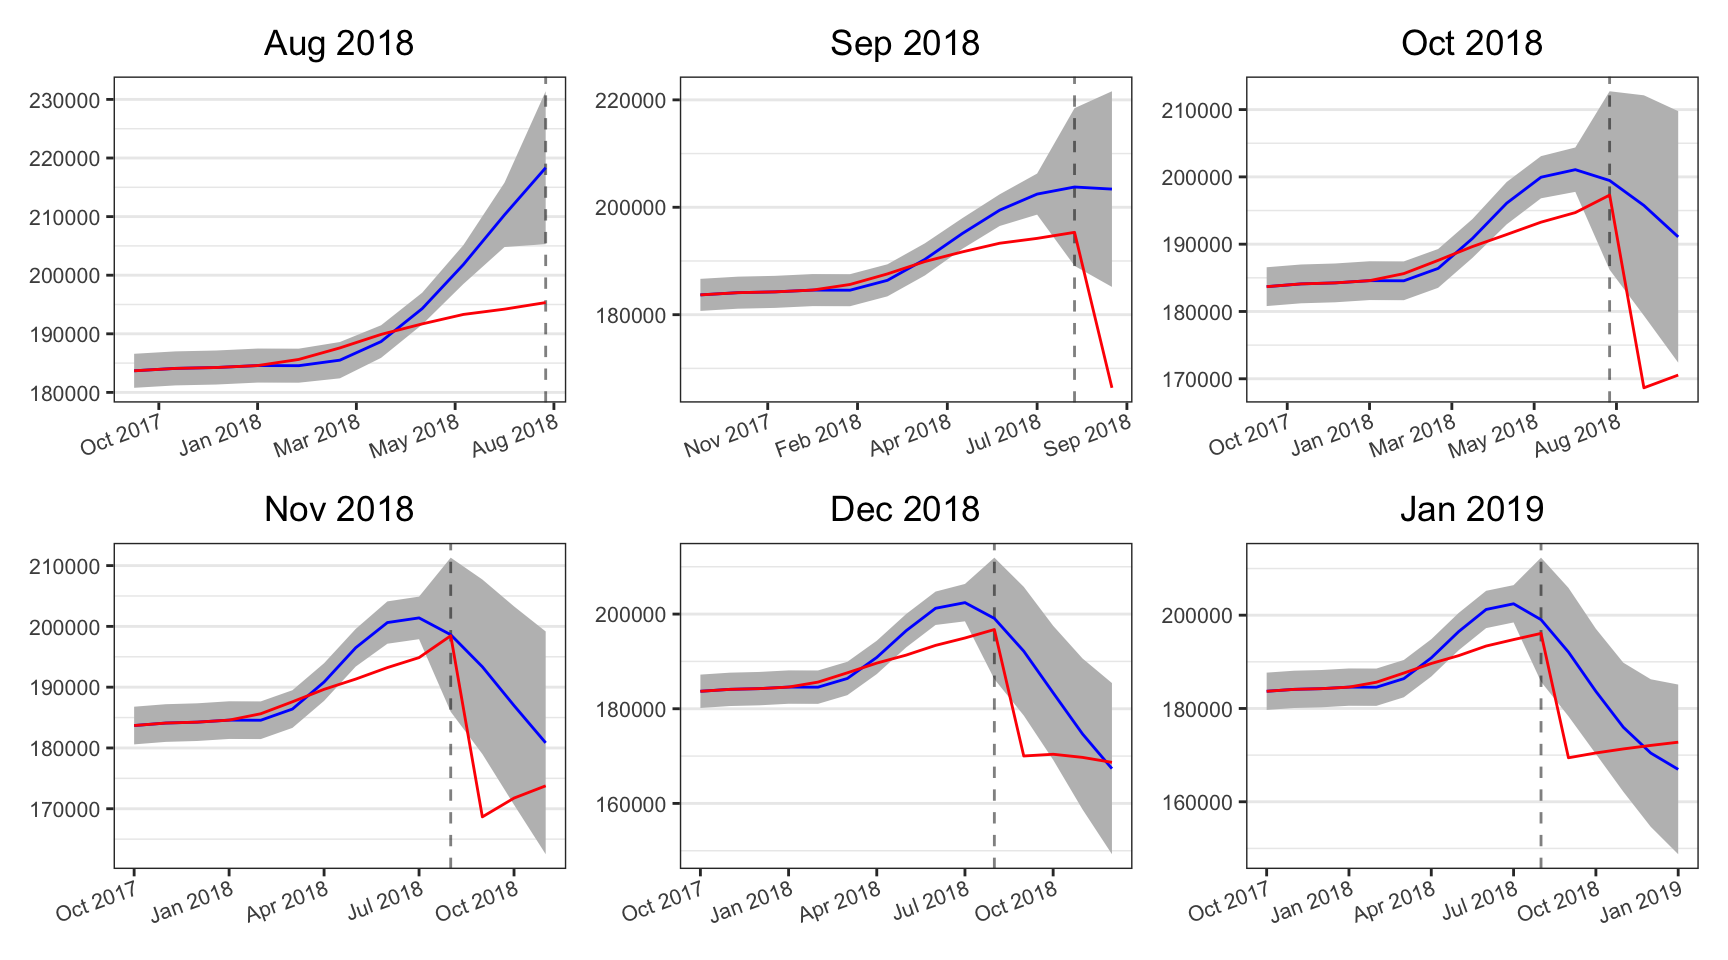 Aug 2018
230000
220000
210000
200000
190000
180000
Oct 2017
Jan 2018
Mar 2018
May 2018
Aug 2018
Sep 2018
220000
200000
180000
Nov 2017
Feb 2018
Apr 2018
Jul 2018
Sep 2018
Oct 2018
210000
200000
190000
180000
170000
Oct 2017
Jan 2018
Mar 2018
May 2018
Aug 2018
Nov 2018
210000
200000
190000
180000
170000
Oct 2017
Jan 2018
Apr 2018
Jul 2018
Oct 2018
Dec 2018
200000
180000
160000
Oct 2017
Jan 2018
Apr 2018
Jul 2018
Oct 2018
Jan 2019
200000
180000
160000
Oct 2017
Jan 2018
Apr 2018
Jul 2018
Oct 2018
Jan 2019